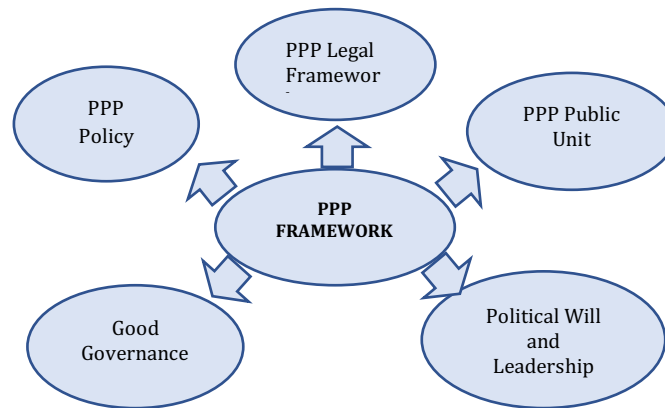 PPP Legal
Framewor
PPP
Policy
PPP Public
Unit
PPP
FRAMEWORK
Good
Governance
Political Will
and
Leadership